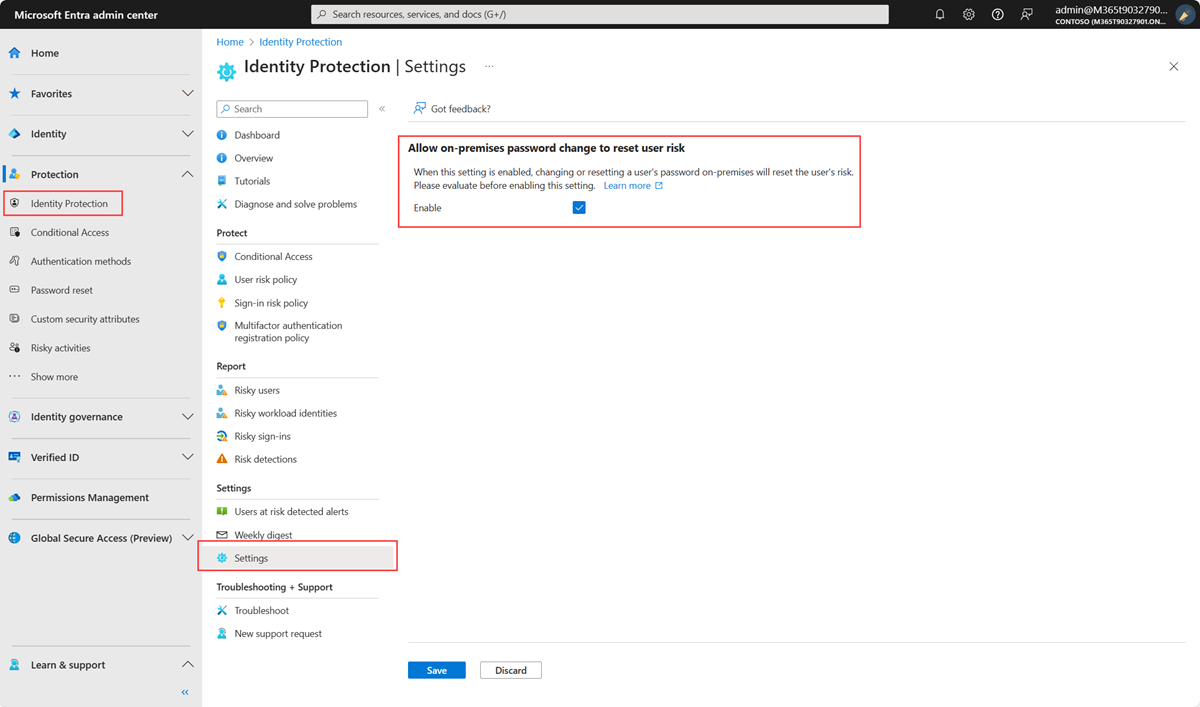 Microsoft Entra admin center
Search resources, services, and docs (G+/)
admin@M365t9032790...
CONTOSO (M365T90327901.ON...
Home
Favorites
Identity
Protection
Identity Protection
Conditional Access
Authentication methods
Password reset
Custom security attributes
Risky activities
Show more
Identity governance
Verified ID
Permissions Management
Global Secure Access (Preview)
Learn & support
Home > Identity Protection
Identity Protection | Settings
Search
Dashboard
Overview
Tutorials
Diagnose and solve problems
Protect
Conditional Access
User risk policy
Sign-in risk policy
Multifactor authentication
registration policy
Report
Risky users
Risky workload identities
Risky sign-ins
Risk detections
Settings
Users at risk detected alerts
Weekly digest
Settings
Troubleshooting + Support
Troubleshoot
New support request
Got feedback?
Allow on-premises password change to reset user risk
When this setting is enabled, changing or resetting a user's password on-premises will reset the user's risk.
Please evaluate before enabling this setting. Learn more
Enable
Save
Discard